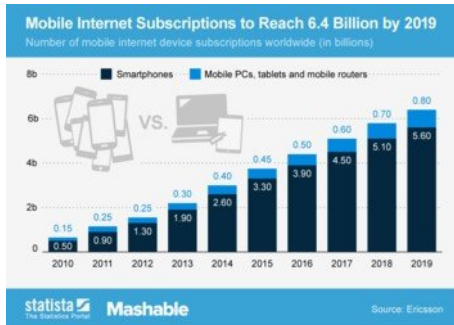 Mobile Internet Subscriptions to Reach 6.4 Billion by 2019
Number of mobile internet device subscriptions worldwide (in billions)
8b
Smartphones
Mobile PCs, tablets and mobile routers
VS.
6b
4b
2b
0
0.15
0.25
0.25
0.30
0.40
0.45
0.50
0.60
0.70
0.80
0.50
0.90
1.30
1.90
2.60
3.30
3.90
4.50
5.10
5.60
2010 2011 2012 2013 2014 2015 2016 2017 2018 2019
statista
The Statistics Portal
Mashable
Source: Ericsson